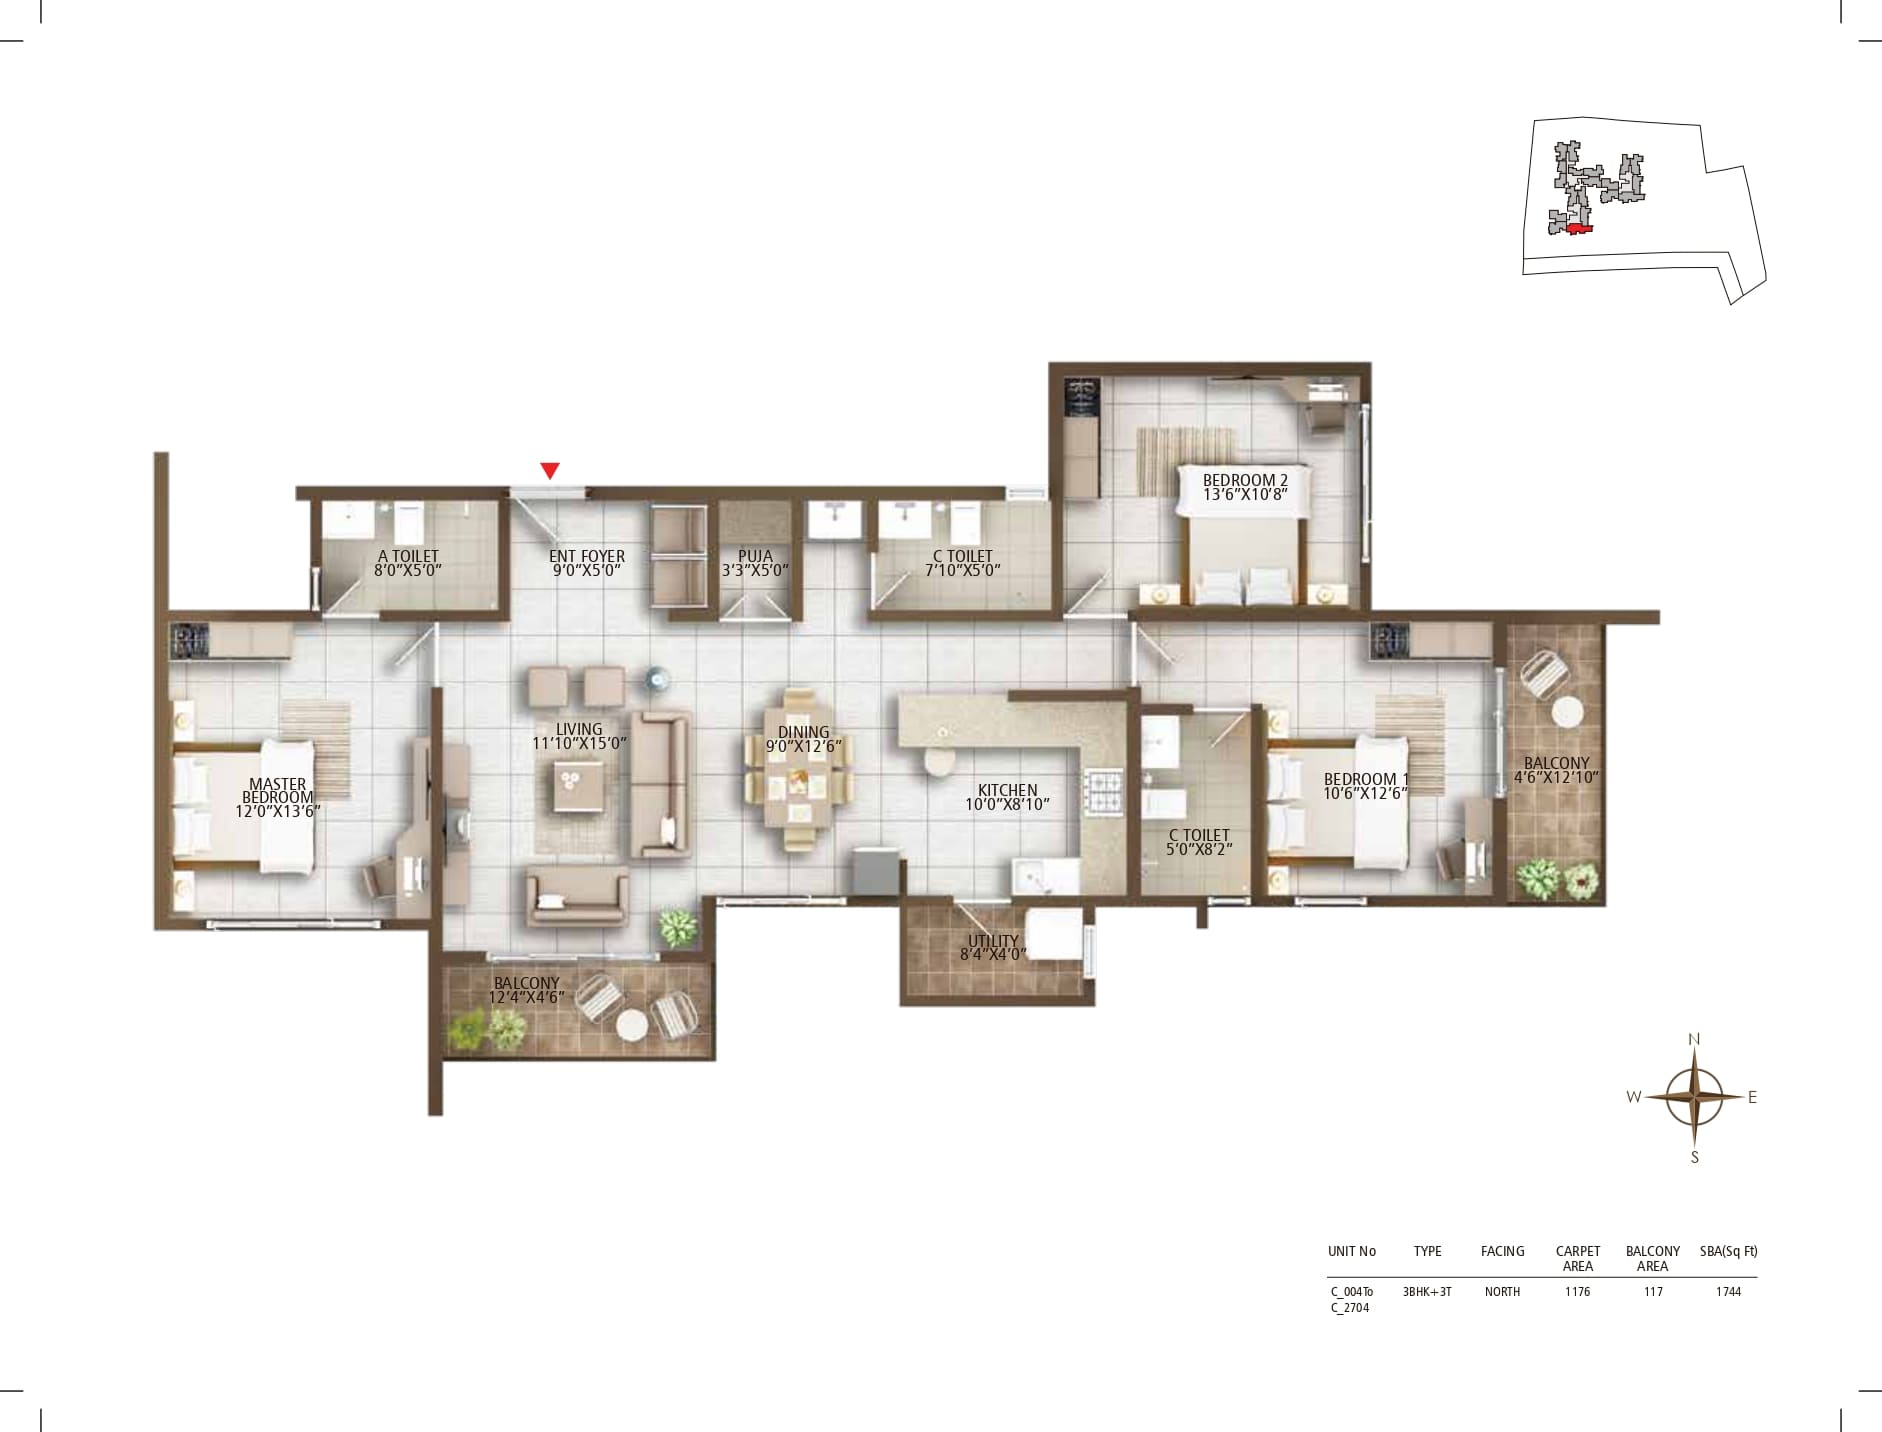 BEDROOM 2
13'6"X10'8"
A TOILET
8'0"X5'0"
ENT FOYER
9'0"X5'0"
PUJA
3'3"X5'0"
C TOILET
7'10"X5'0"
MASTER
BEDROOM
12'0"X13'6"
LIVING
11'10"X15'0"
DINING
9'0"X12'6"
KITCHEN
10'0"X8'10"
C TOILET
5'0"X8'2"
BEDROOM 1
10'6"X12'6"
BALCONY
4'6"X12'10"
UTILITY
8'4"X4'0"
BALCONY
12'4"X4'6"
N
W E
S
UNIT No TYPE FACING CARPET AREA BALCONY AREA SBA(Sq Ft)
C_004To C_2704 3BHK+3T NORTH 1176 117 1744